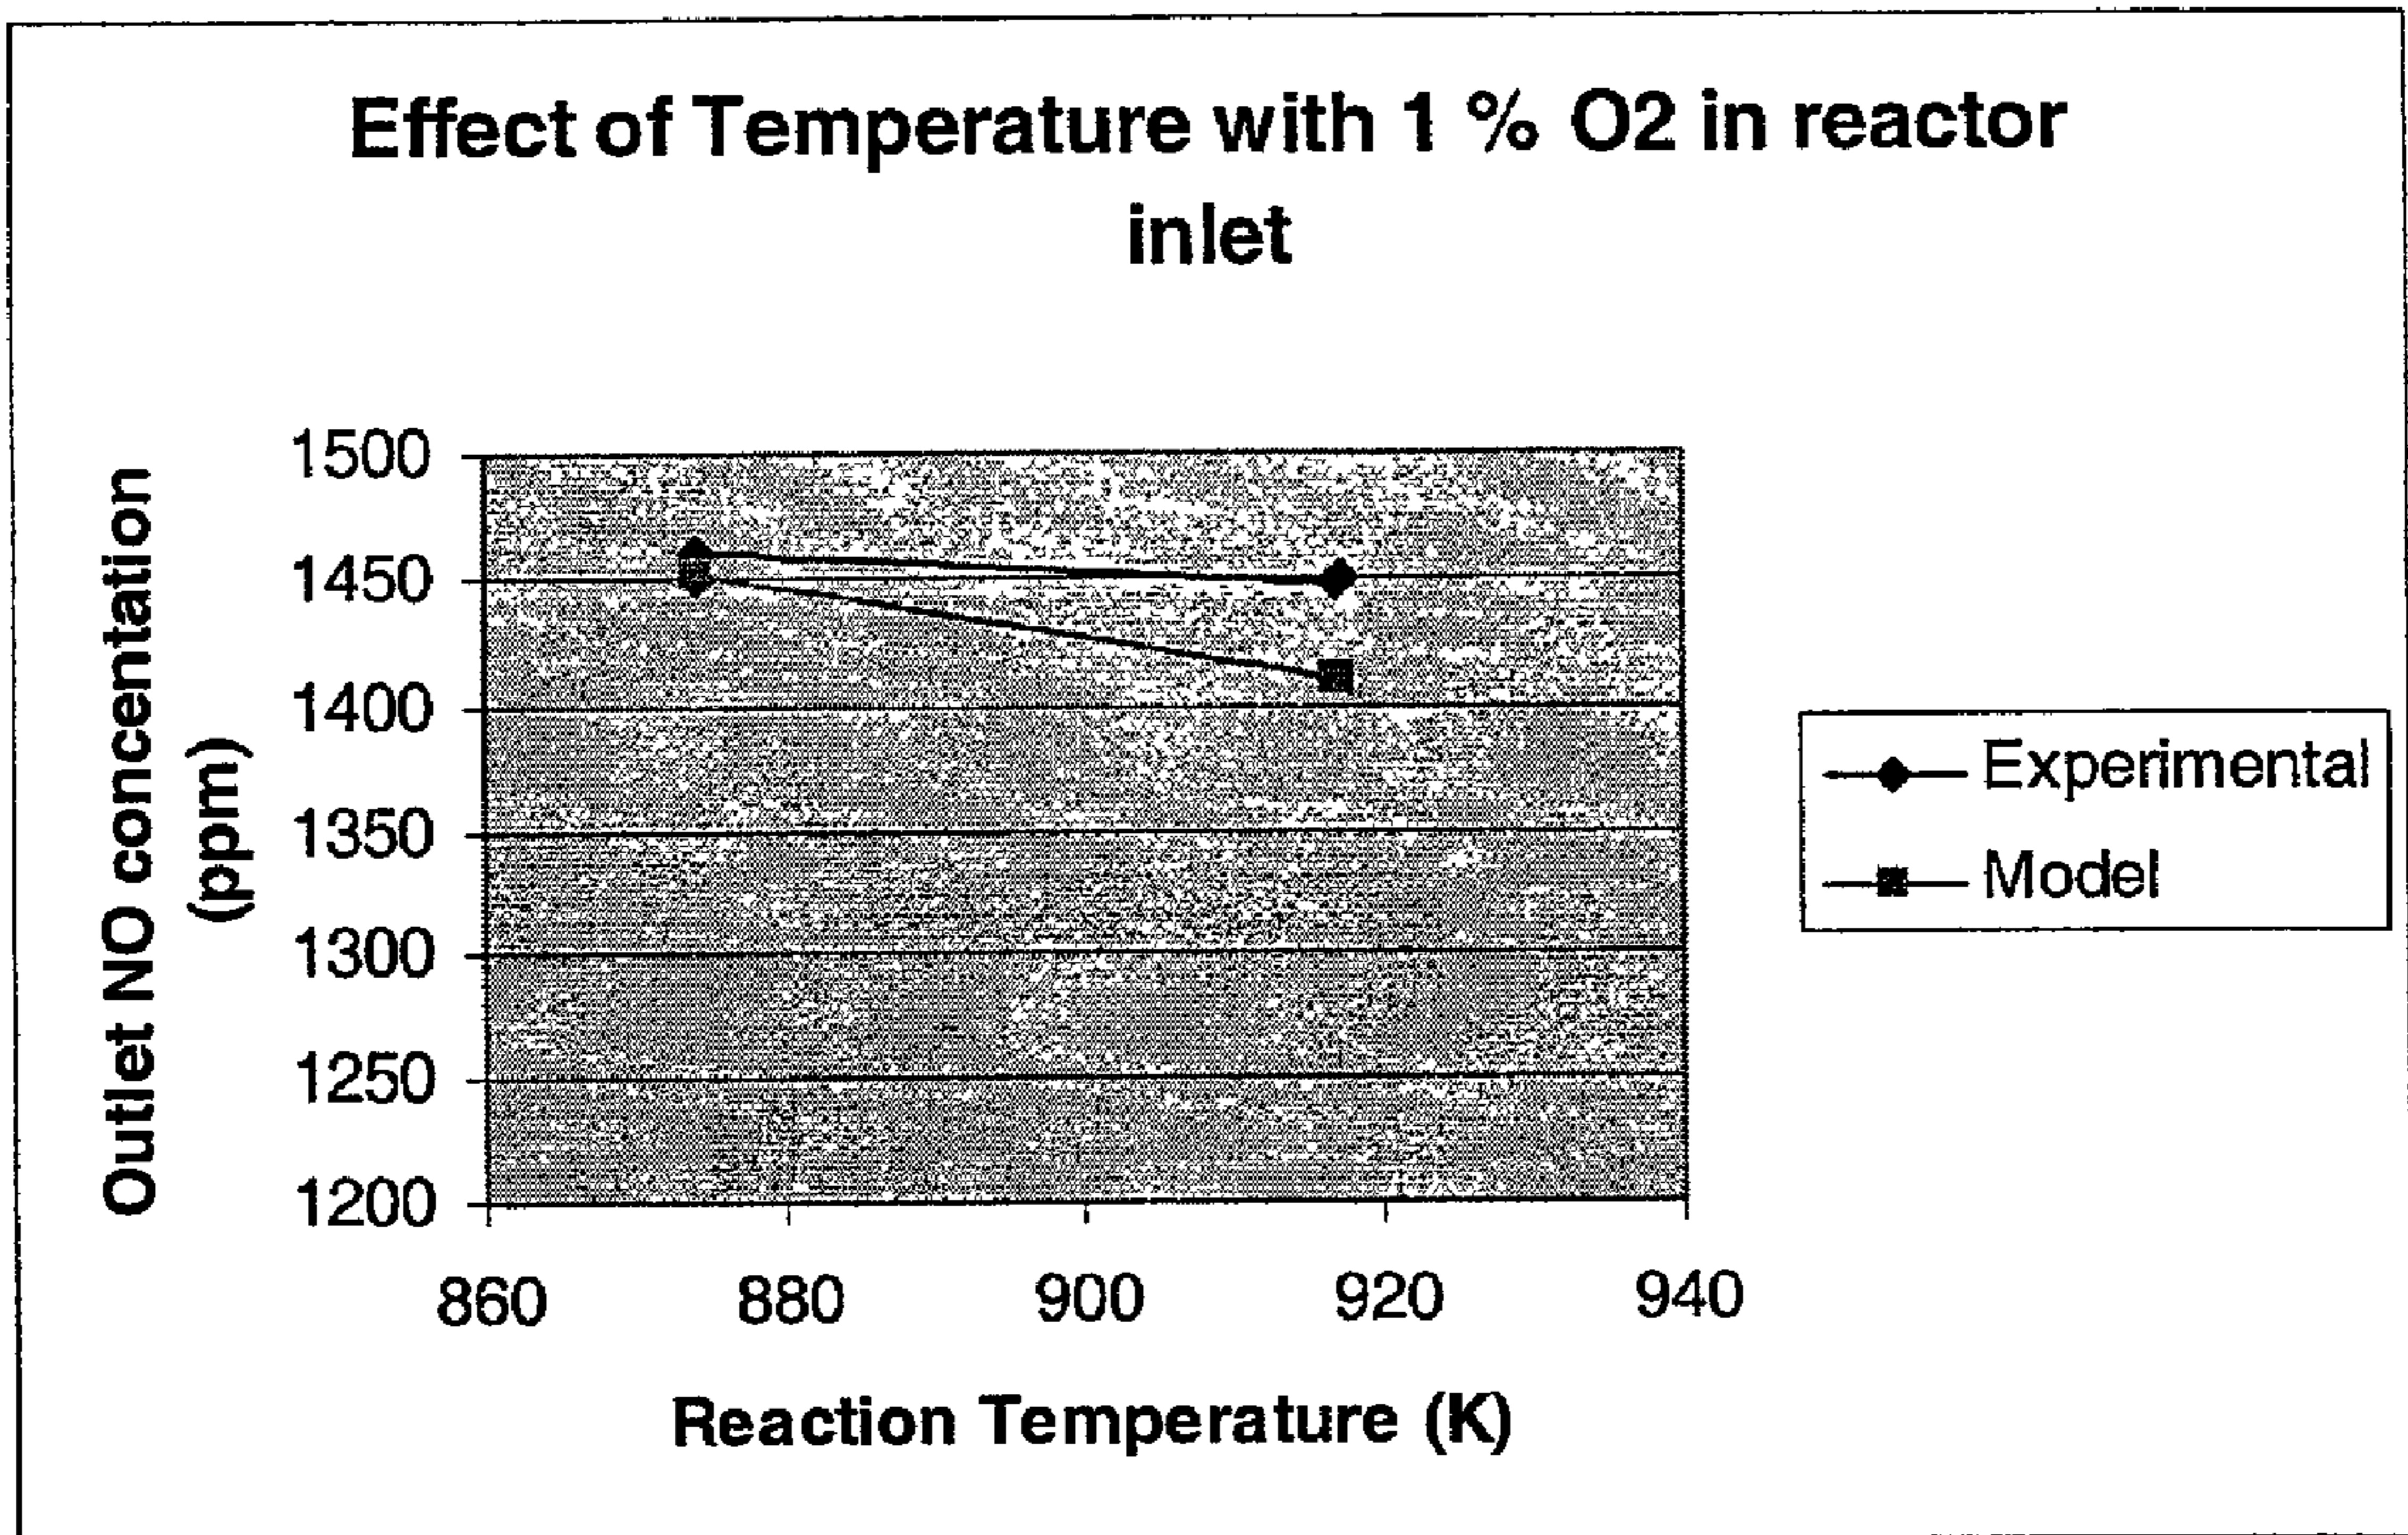 Effect of Temperature with 1 % O2 in reactor
inlet
Outlet NO concentration
(ppm)
1500
1450
1400
1350
1300
1250
1200
860 880 900 920 940
Reaction Temperature (K)
Experimental
Model